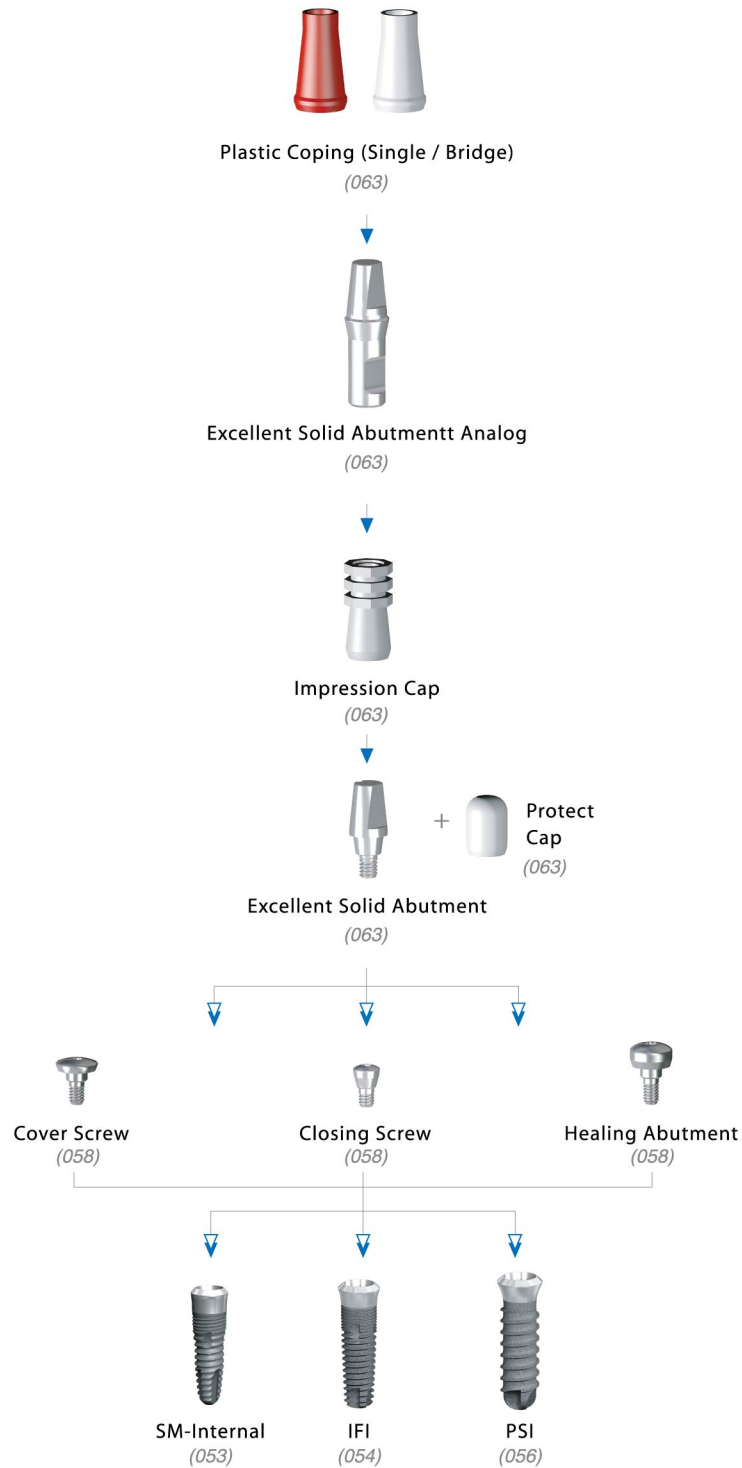 Plastic Coping (Single / Bridge)
(063)
Excellent Solid Abutmentt Analog
(063)
Impression Cap
(063)
+ Protect
Cap
(063)
Excellent Solid Abutment
(063)
Cover Screw
(058)
Closing Screw
(058)
Healing Abutment
(058)
SM-Internal
(053)
IFI
(054)
PSI
(056)